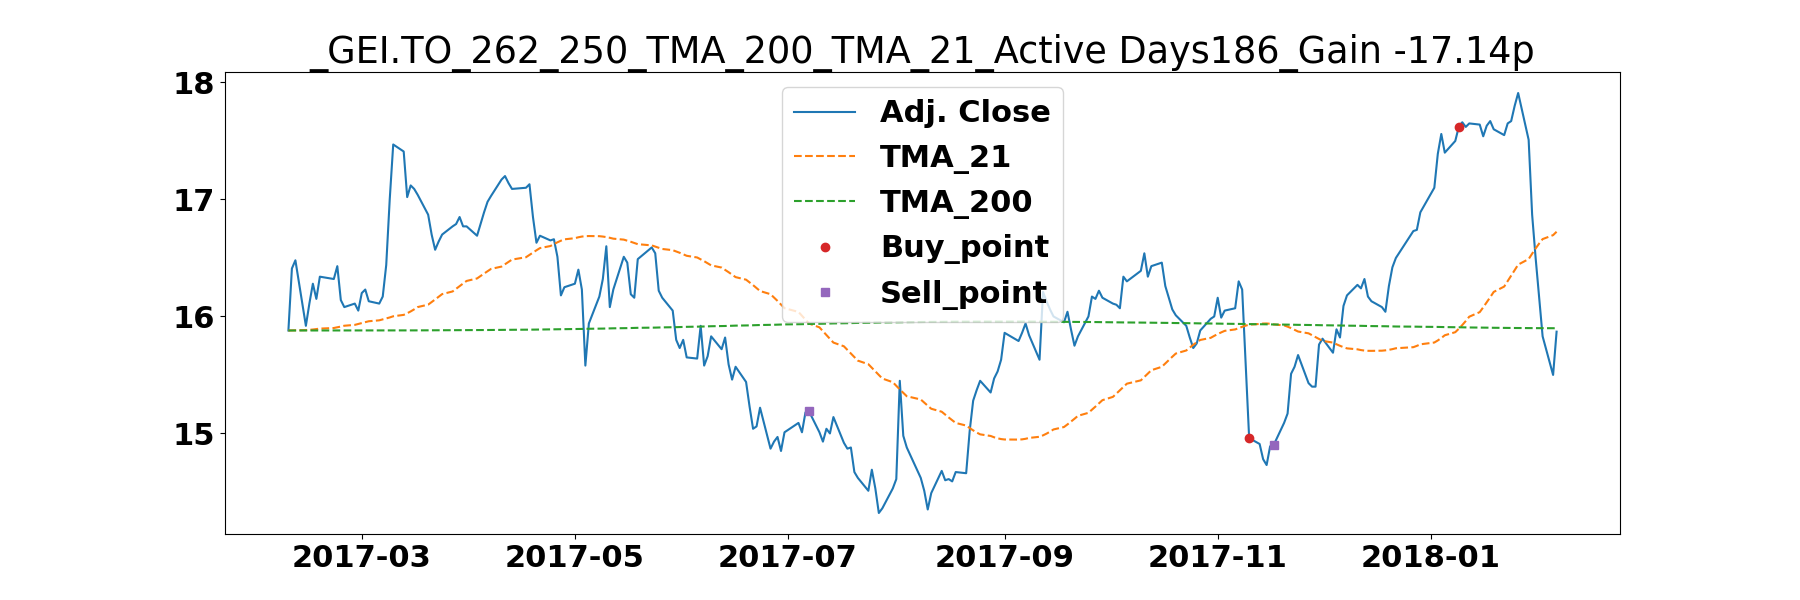 _GEI.TO_262_250_TMA_200_TMA_21_Active Days186_Gain -17.14p
18
17
16
15
Adj. Close
TMA_21
TMA_200
Buy_point
Sell_point
2017-03 2017-05 2017-07 2017-09 2017-11 2018-01